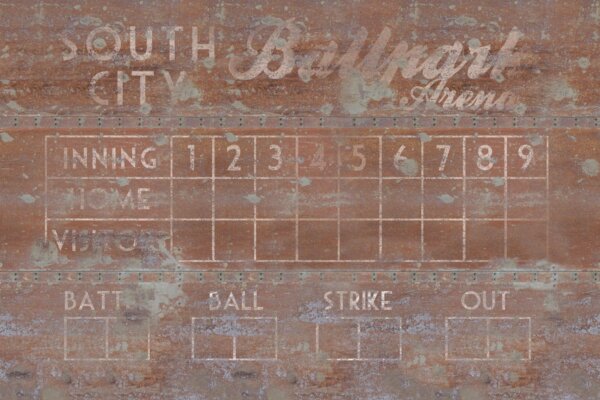 SOUTH Ballpark
CITY Arena
INNING 1 2 3 4 5 6 7 8 9
HOME
VISITOR
BATT BALL STRIKE OUT